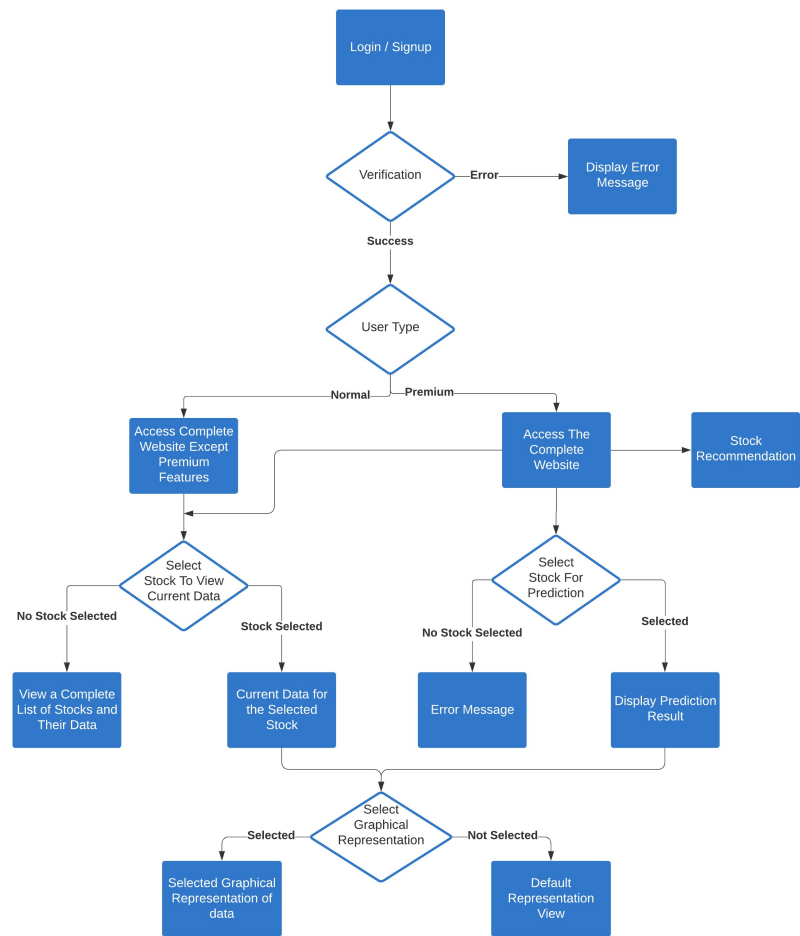 Login / Signup
Verification
Error
Display Error
Message
Success
User Type
Normal
Premium
Access Complete
Website Except
Premium
Features
Access The
Complete
Website
Stock
Recommendation
Select
Stock To View
Current Data
Select
Stock For
Prediction
No Stock Selected
Stock Selected
No Stock Selected
Selected
View a Complete
List of Stocks and
Their Data
Current Data for
the Selected
Stock
Error Message
Display Prediction
Result
Select
Graphical
Representation
Selected
Not Selected
Selected Graphical
Representation of
data
Default
Representation
View